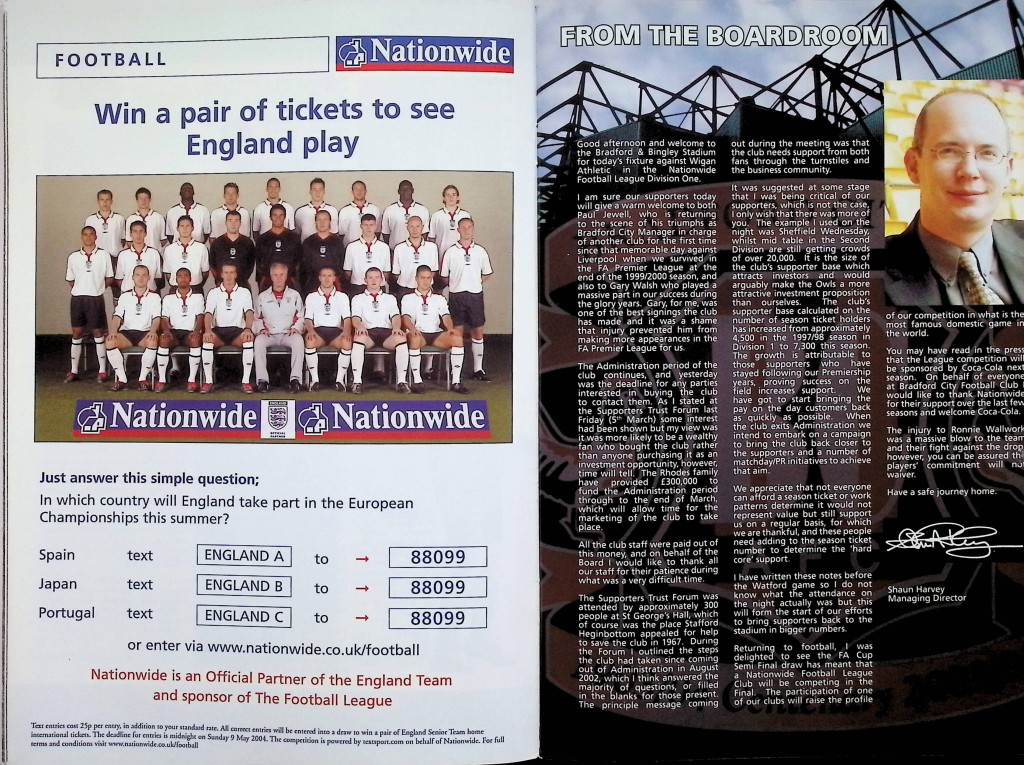 FOOTBALL
Nationwide
Win a pair of tickets to see
England play
Nationwide
Nationwide
Just answer this simple question;
In which country will England take part in the European
Championships this summer?
Spain text ENGLAND A to → 88099
Japan text ENGLAND B to → 88099
Portugal text ENGLAND C to → 88099
or enter via www.nationwide.co.uk/football
Nationwide is an Official Partner of the England Team
and sponsor of The Football League
Text entries cost 25p per entry, in addition to your standard rate. All correct entries will be entered into a draw to win a pair of England Senior Team home
international tickets. The deadline for entries is midnight on Sunday 9 May 2004. The competition is powered by teamsport.com on behalf of Nationwide. For full
terms and conditions visit www.nationwide.co.uk/football
FROM THE BOARDROOM
Good afternoon and welcome to
the Bradford & Bingley Stadium
for today's fixture against Wigan
Athletic in the Nationwide
Football League Division One.
I am sure our supporters today
will give a warm welcome to both
Paul Jewell, who is returning
to the scene of his triumphs as
Bradford City Manager in charge
of another club for the first time
since that memorable day against
Liverpool when we survived in
the FA Premier League at the
end of the 1999/2000 season, and
also to Gary Walsh who played a
massive part in our success during
the glory years. Gary, for me, was
one of the best signings the club
has made and it was a shame
that injury prevented him from
making more appearances in the
FA Premier League for us.
The Administration period of the
club continues, and yesterday
was the deadline for any parties
interested in buying the club
to contact them. As I stated at
the Supporters Trust Forum last
Friday (5th March) some interest
had been shown but my view was
it was more likely to be a wealthy
fan who bought the club rather
than anyone purchasing it as an
investment opportunity, however,
time will tell. The Rhodes family
have provided £300,000 to
fund the Administration period
through to the end of March,
which will allow time for the
marketing of the club to take
place.
All the club staff were paid out of
this money, and on behalf of the
Board I would like to thank all
our staff for their patience during
what was a very difficult time.
The Supporters Trust Forum was
attended by approximately 300
people at St George's Hall, which
of course was the place Stafford
Heginbottom appealed for help
to save the club in 1967. During
the Forum I outlined the steps
the club had taken since coming
out of Administration in August
2002, which I think answered the
majority of questions, or filled
in the blanks for those present.
The principle message coming
out during the meeting was that
the club needs support from both
fans through the turnstiles and
the business community.
It was suggested at some stage
that I was being critical of our
supporters, which is not the case,
I only wish that there was more of
you. The example I used on the
night was Sheffield Wednesday,
whilst mid table in the Second
Division are still getting crowds
of over 20,000. It is the size of
the club's supporter base which
attracts investors and would
arguably make the Owls a more
attractive investment proposition
than ourselves. The club's
supporter base calculated on the
number of season ticket holders
has increased from approximately
4,500 in the 1997/98 season in
Division 1 to 7,300 this season.
The growth is attributable to
those supporters who have
stayed following our Premiership
years, proving success on the
field increases support. We
have got to start bringing the
pay on the day customers back
as quickly as possible. When
the club exits Administration we
intend to embark on a campaign
to bring the club back closer to
the supporters and a number of
matchday/PR initiatives to achieve
that aim.
We appreciate that not everyone
can afford a season ticket or work
patterns determine it would not
represent value but still support
us on a regular basis, for which
we are thankful, and these people
need adding to the season ticket
number to determine the 'hard
core' support.
I have written these notes before
the Watford game so I do not
know what the attendance on
the night actually was but this
will form the start of our efforts
to bring supporters back to the
stadium in bigger numbers.
Returning to football, I was
delighted to see the FA Cup
Semi Final draw has meant that
a Nationwide Football League
Club will be competing in the
Final. The participation of one
of our clubs will raise the profile
of our competition in what is the
most famous domestic game in
the world.
You may have read in the press
that the League competition will
be sponsored by Coca-Cola next
season. On behalf of everyone
at Bradford City Football Club I
would like to thank Nationwide
for their support over the last few
seasons and welcome Coca-Cola.
The injury to Ronnie Wallwork
was a massive blow to the team
and their fight against the drop
however, you can be assured the
players' commitment will not
waiver.
Have a safe journey home.
Shaun Harvey
Managing Director